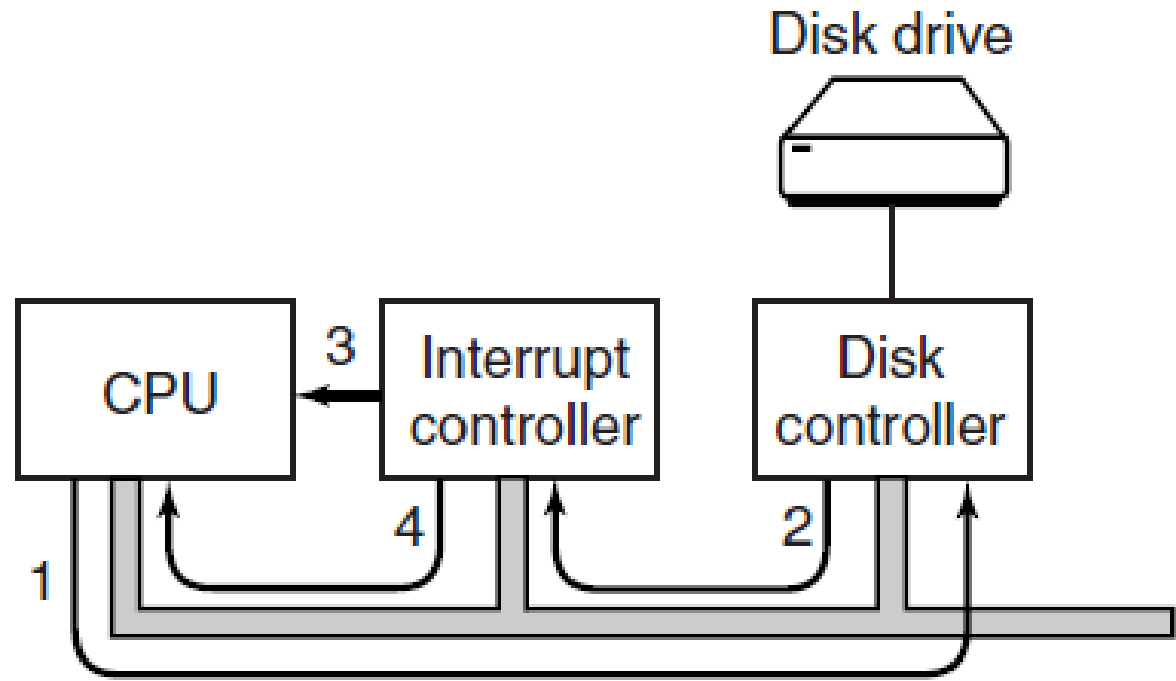 Disk drive
CPU
3
Interrupt
controller
Disk
controller
1
4
2